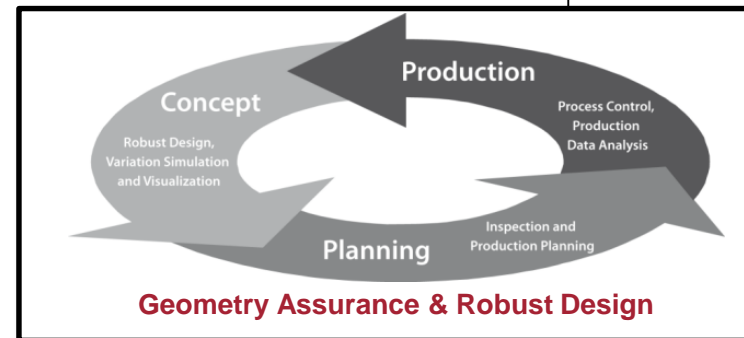 Production
Concept
Process Control,
Production
Data Analysis
Robust Design,
Variation Simulation
and Visualization
Inspection and
Production Planning
Planning
Geometry Assurance & Robust Design